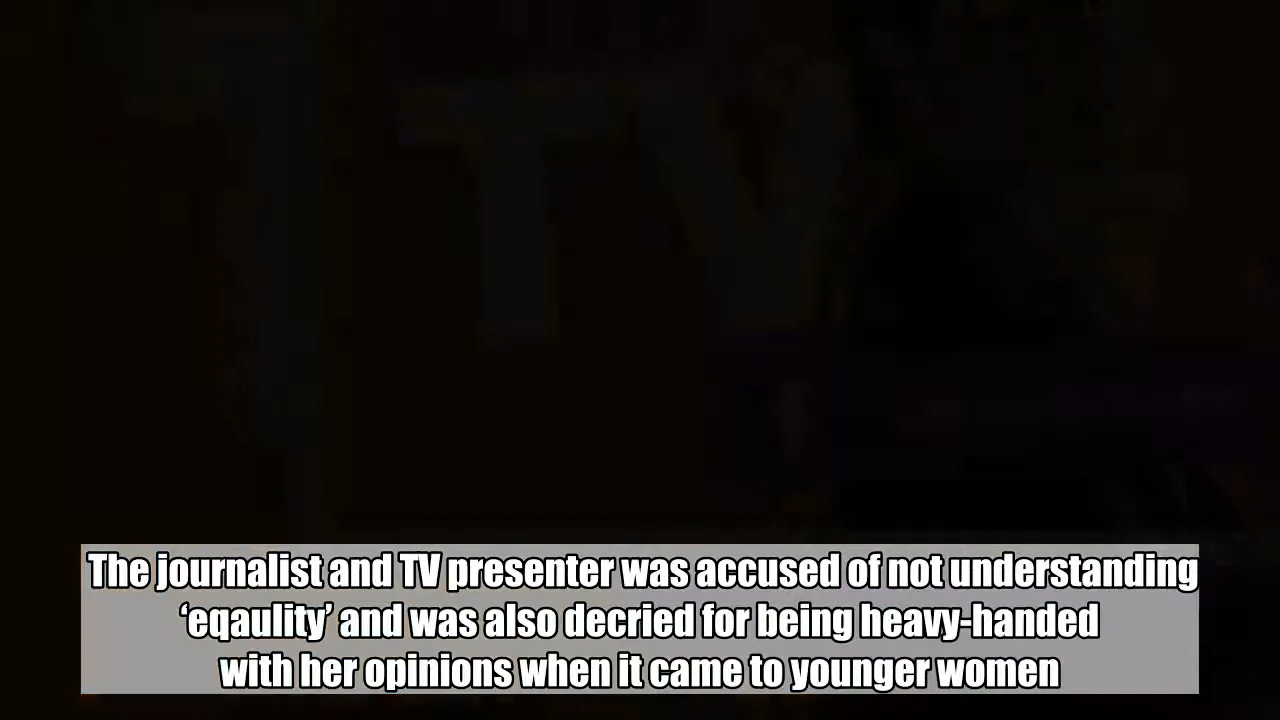 TV
The journalist and TV presenter was accused of not understanding
‘eqaulity’ and was also decried for being heavy-handed
with her opinions when it came to younger women